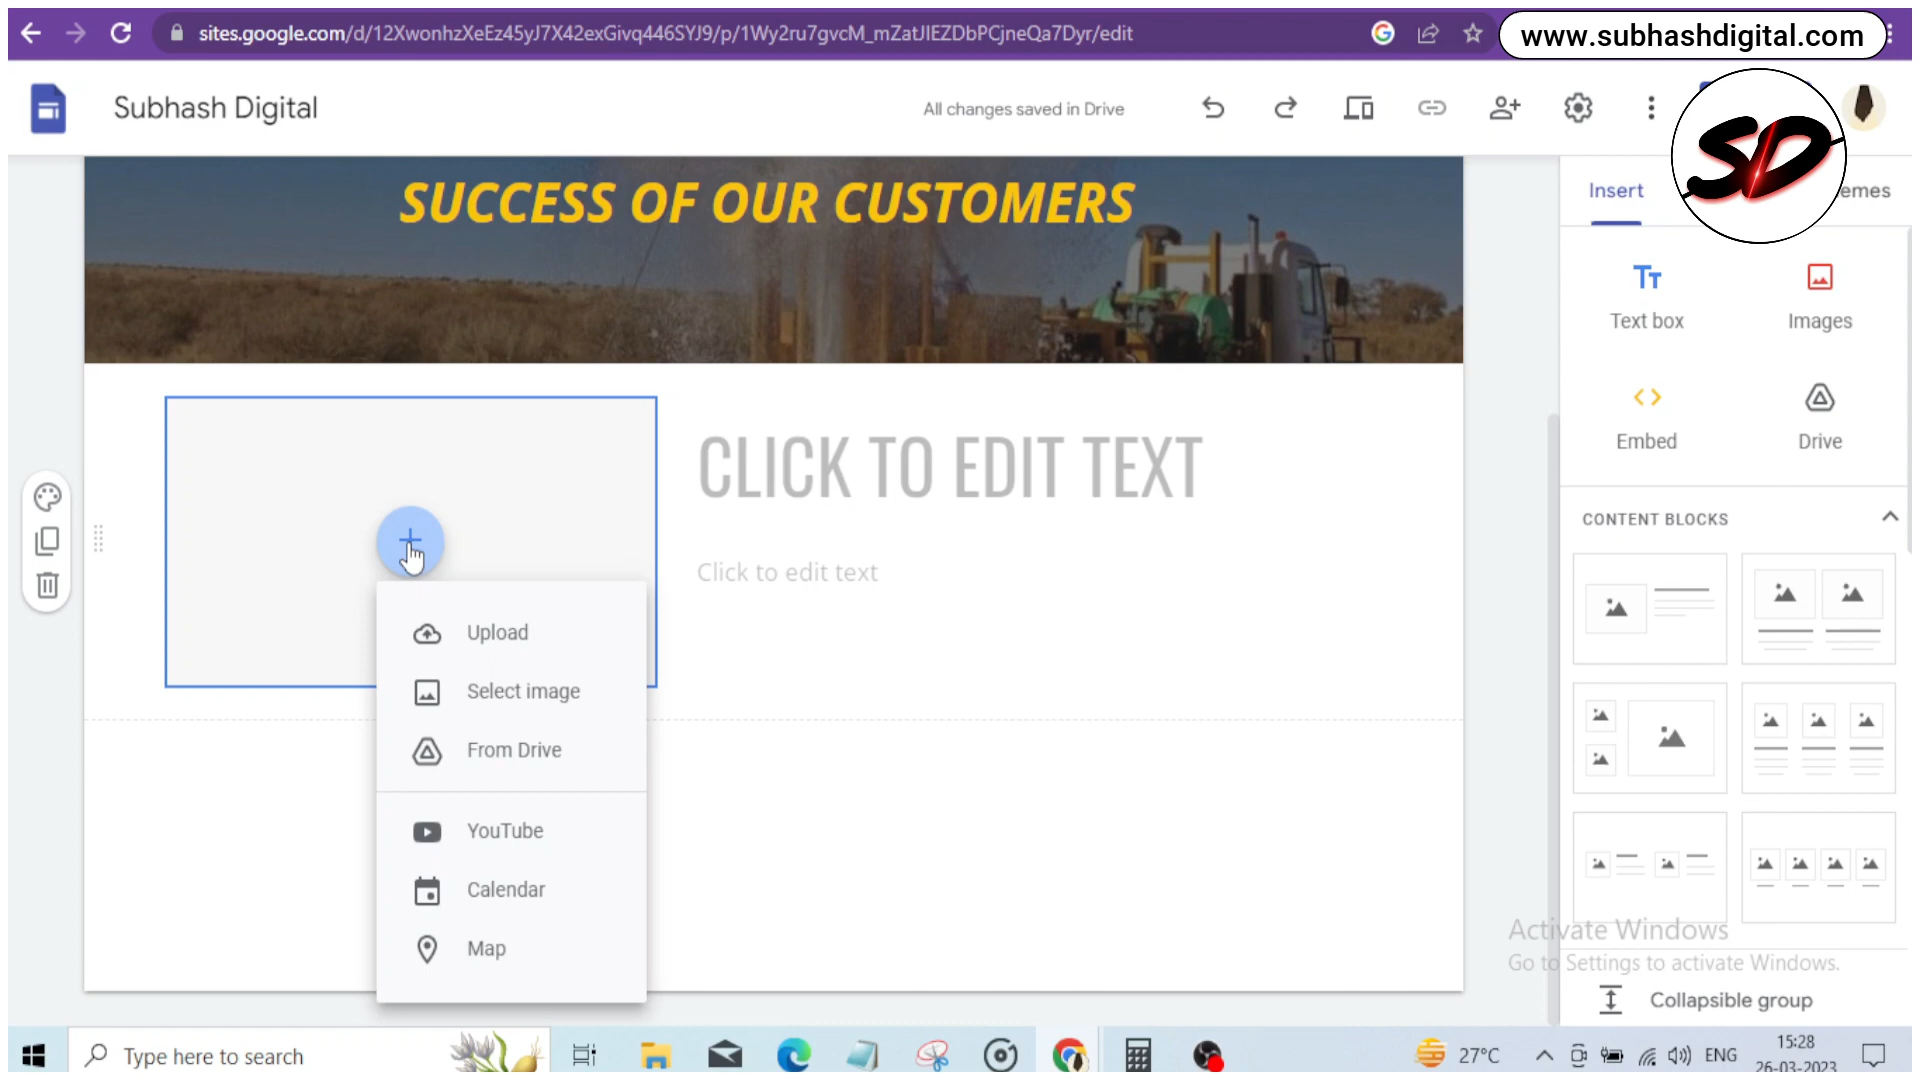 sites.google.com/d/12XwonhzXeEz45yJ7X42exGivq446SYJ9/p/1Wy2ru7gvcM_mZatJIEZDbPCjneQa7Dyr/edit
www.subhashdigital.com
Subhash Digital
All changes saved in Drive
SD
SUCCESS OF OUR CUSTOMERS
Insert
emes
Text box
Images
Embed
Drive
CLICK TO EDIT TEXT
Click to edit text
CONTENT BLOCKS
Upload
Select image
From Drive
YouTube
Calendar
Map
Activate Windows
Go to Settings to activate Windows.
Collapsible group
Type here to search
27°C
ENG
15:28
26-03-2023